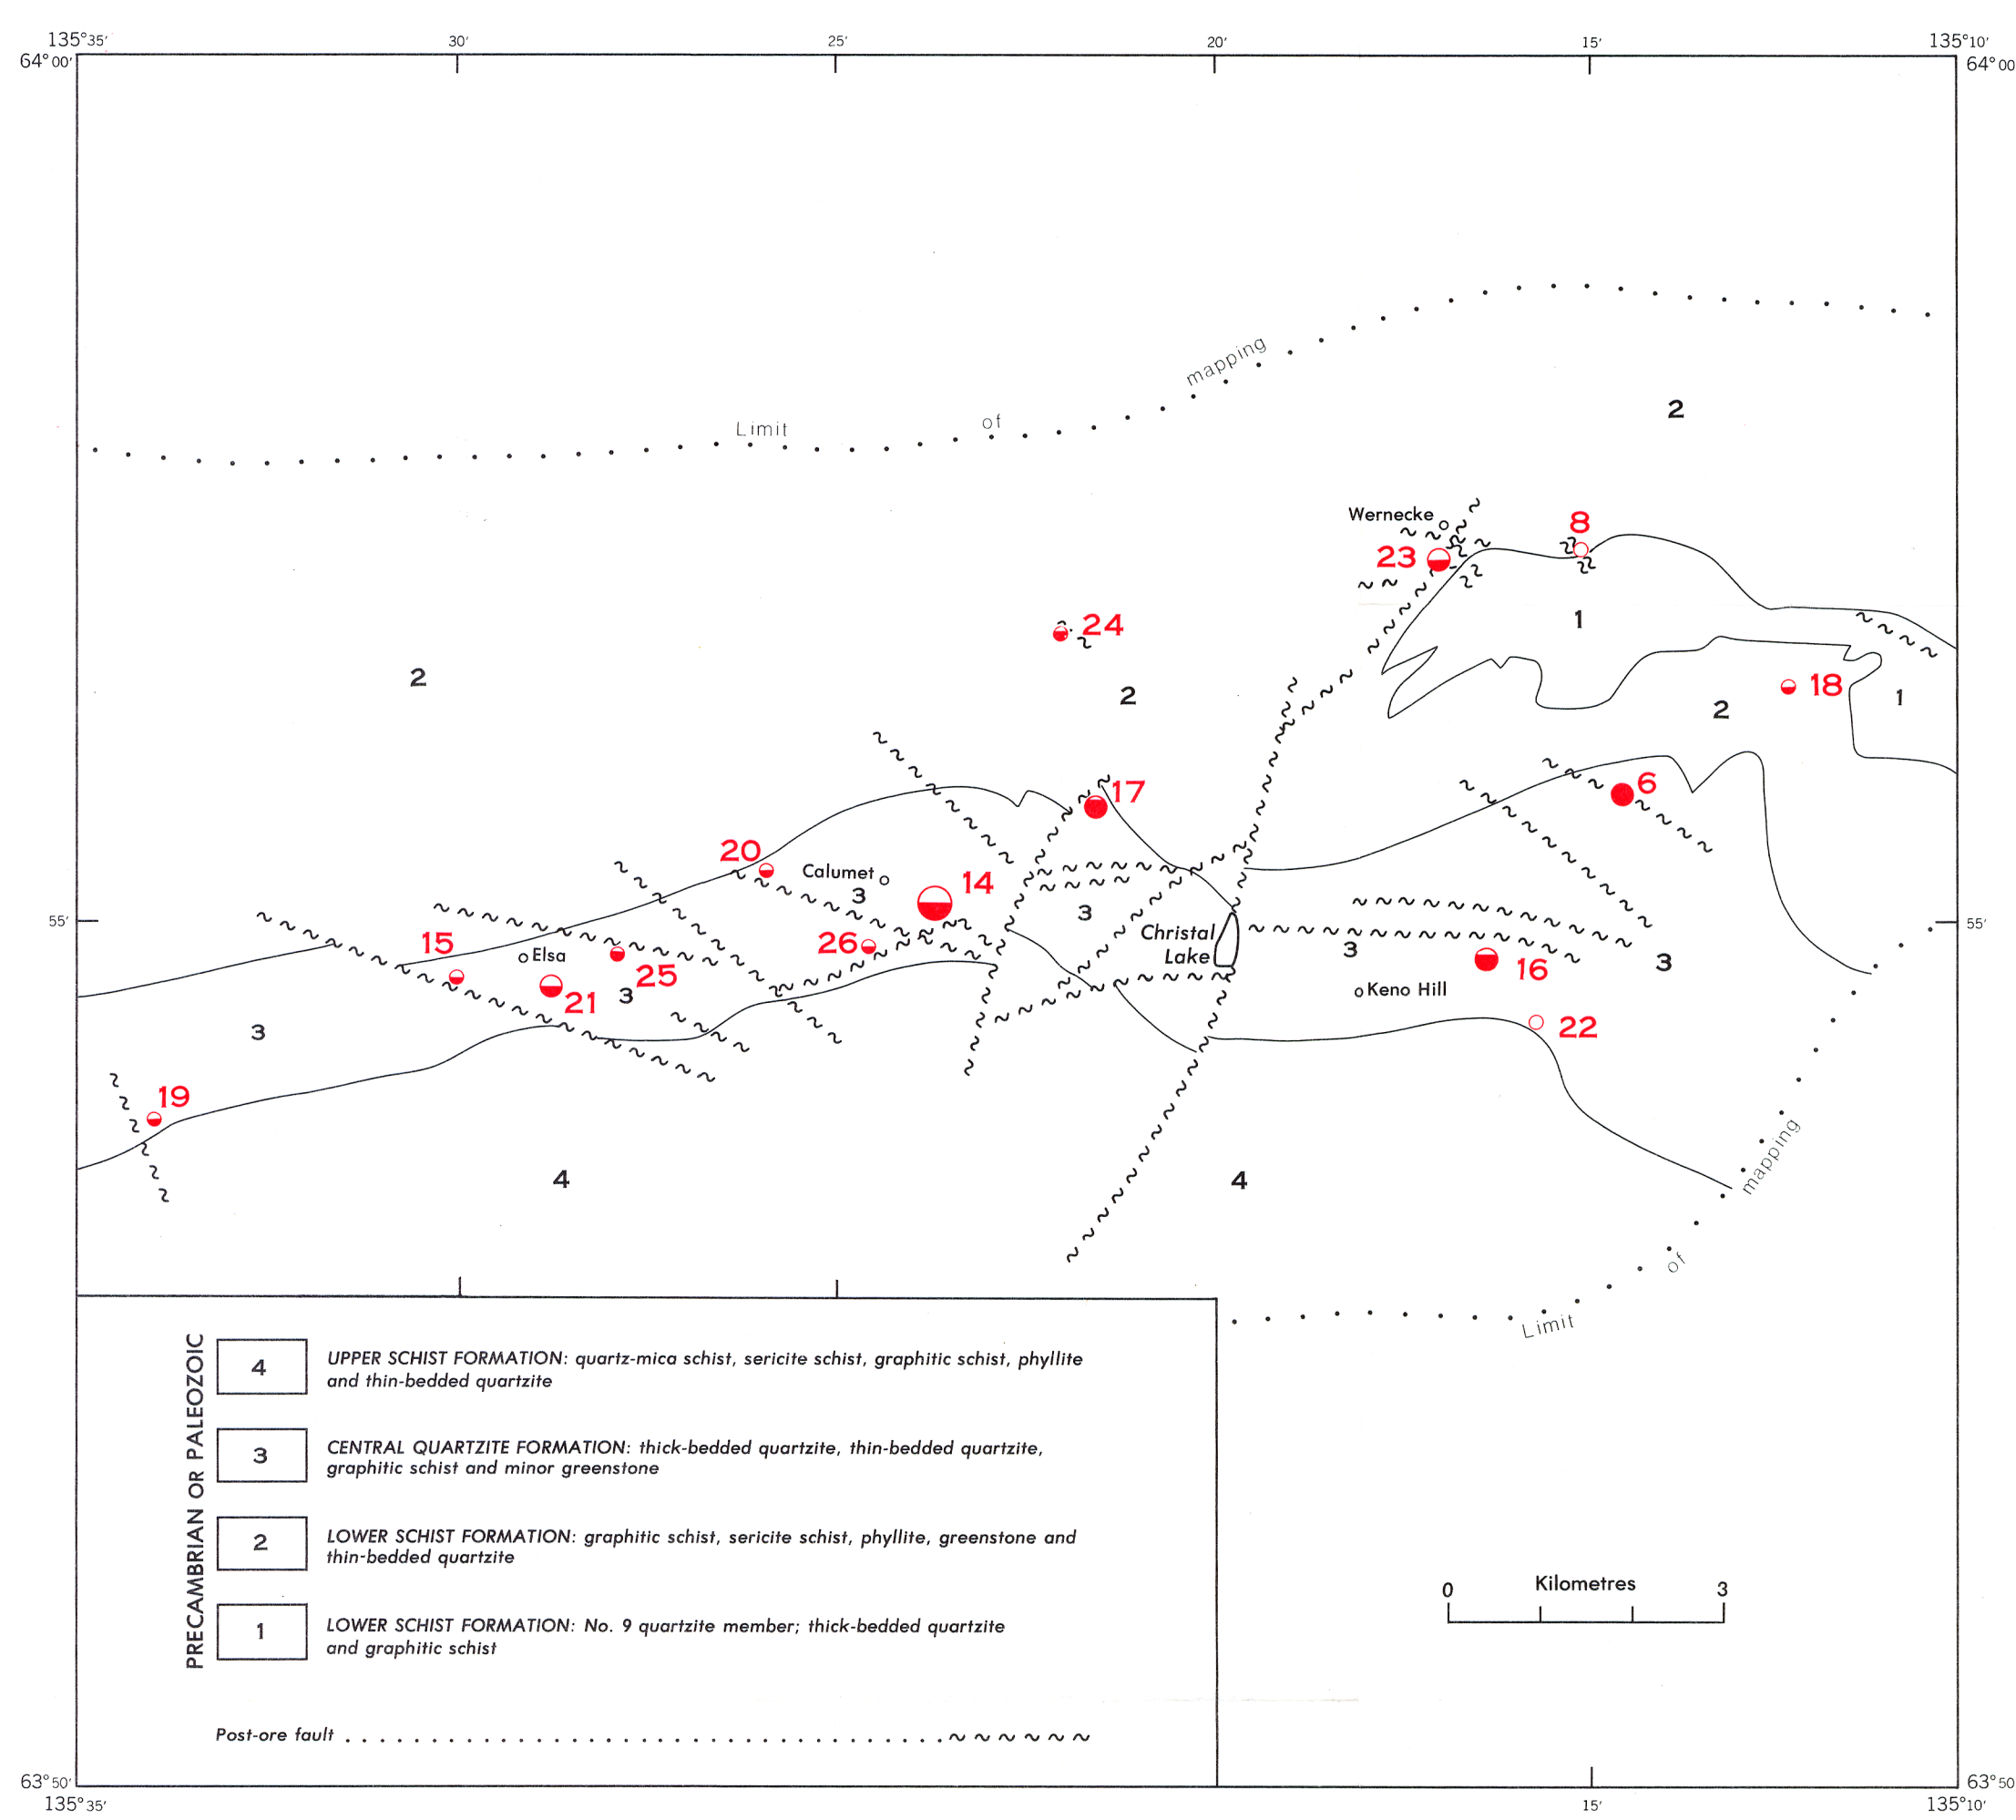 135°35′ 30′ 25′ 20′ 15′ 135°10′
64°00′ 64°00
Limit of mapping
2
Wernecke
8
23
24
1
2
2
2
18
1
17
6
20
Calumet
14
3
3
55′ 55′
15
Elsa
26
Christal
Lake
3
3
25
16
21
3
Keno Hill
22
3
19
4
4
Limit of mapping
PRECAMBRIAN OR PALEOZOIC
4 UPPER SCHIST FORMATION: quartz-mica schist, sericite schist, graphitic schist, phyllite
and thin-bedded quartzite
3 CENTRAL QUARTZITE FORMATION: thick-bedded quartzite, thin-bedded quartzite,
graphitic schist and minor greenstone
2 LOWER SCHIST FORMATION: graphitic schist, sericite schist, phyllite, greenstone and
thin-bedded quartzite
1 LOWER SCHIST FORMATION: No. 9 quartzite member; thick-bedded quartzite
and graphitic schist
Post-ore fault
0 Kilometres 3
63°50′ 63°50
135°35′ 15′ 135°10′